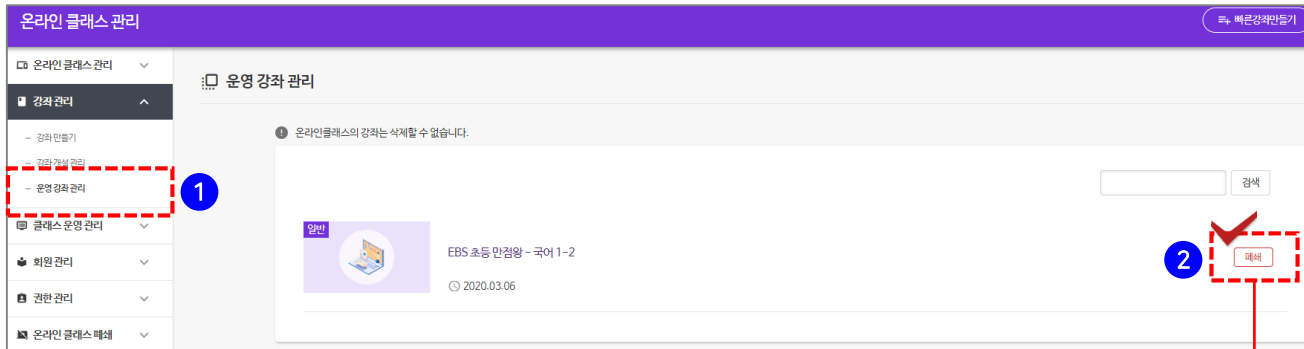 온라인 클래스 관리
빠른강좌만들기
온라인 클래스 관리
강좌 관리
- 강좌 만들기
- 강좌 개설 관리
- 운영 강좌 관리
클래스 운영 관리
회원 관리
권한 관리
온라인 클래스 폐쇄
1
운영 강좌 관리
온라인클래스의 강좌는 삭제할 수 없습니다.
검색
일반
EBS 초등 만점왕 - 국어 1-2
2020.03.06
2
폐쇄